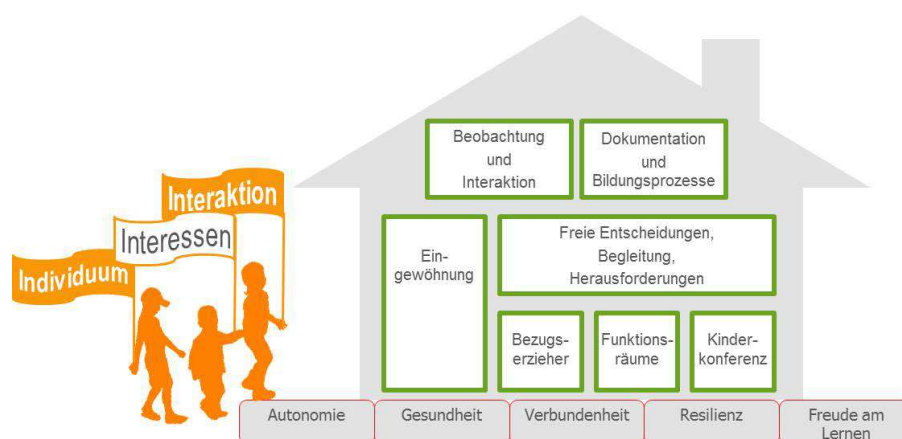 Beobachtung
und
Interaktion
Dokumentation
und
Bildungsprozesse
Interaktion
Interessen
Individuum
Ein-
gewöhnung
Freie Entscheidungen,
Begleitung,
Herausforderungen
Bezugs-
erzieher
Funktions-
räume
Kinder-
konferenz
Autonomie
Gesundheit
Verbundenheit
Resilienz
Freude am
Lernen